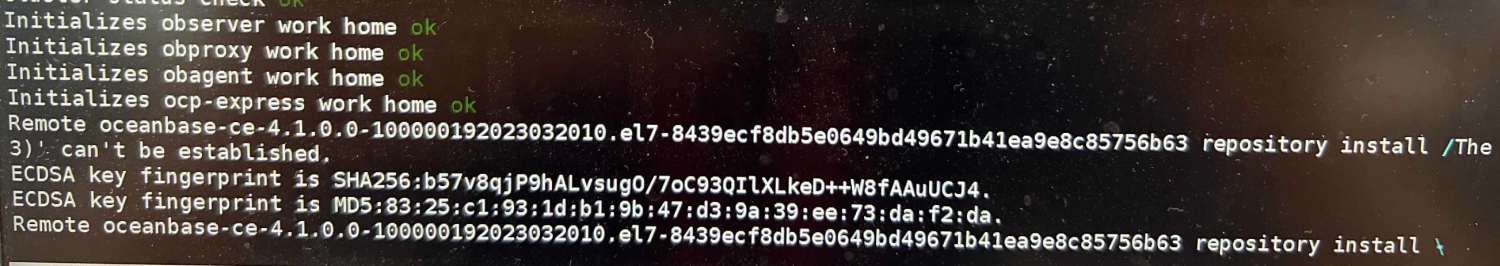 cluster status check ok
Initializes observer work home ok
Initializes obproxy work home ok
Initializes obagent work home ok
Initializes ocp-express work home ok
Remote oceanbase-ce-4.1.0.0-100000192023032010.el7-8439ecf8db5e0649bd49671b41ea9e8c85756b63 repository install /The
3)' can't be established.
ECDSA key fingerprint is SHA256:b57v8qjP9hALvsugO/7oC93QIlXLkeD++W8fAAuUCJ4.
ECDSA key fingerprint is MD5:83:25:c1:93:1d:b1:9b:47:d3:9a:39:ee:73:da:f2:da.
Remote oceanbase-ce-4.1.0.0-100000192023032010.el7-8439ecf8db5e0649bd49671b41ea9e8c85756b63 repository install \